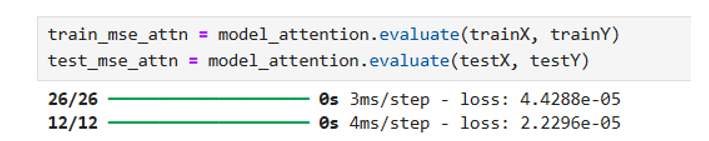 train_mse_attn = model_attention.evaluate(trainX, trainY)
test_mse_attn = model_attention.evaluate(testX, testY)
26/26 ━━━━━━━━━━━━━━━━━━━━ 0s 3ms/step - loss: 4.4288e-05
12/12 ━━━━━━━━━━━━━━━━━━━━ 0s 4ms/step - loss: 2.2296e-05